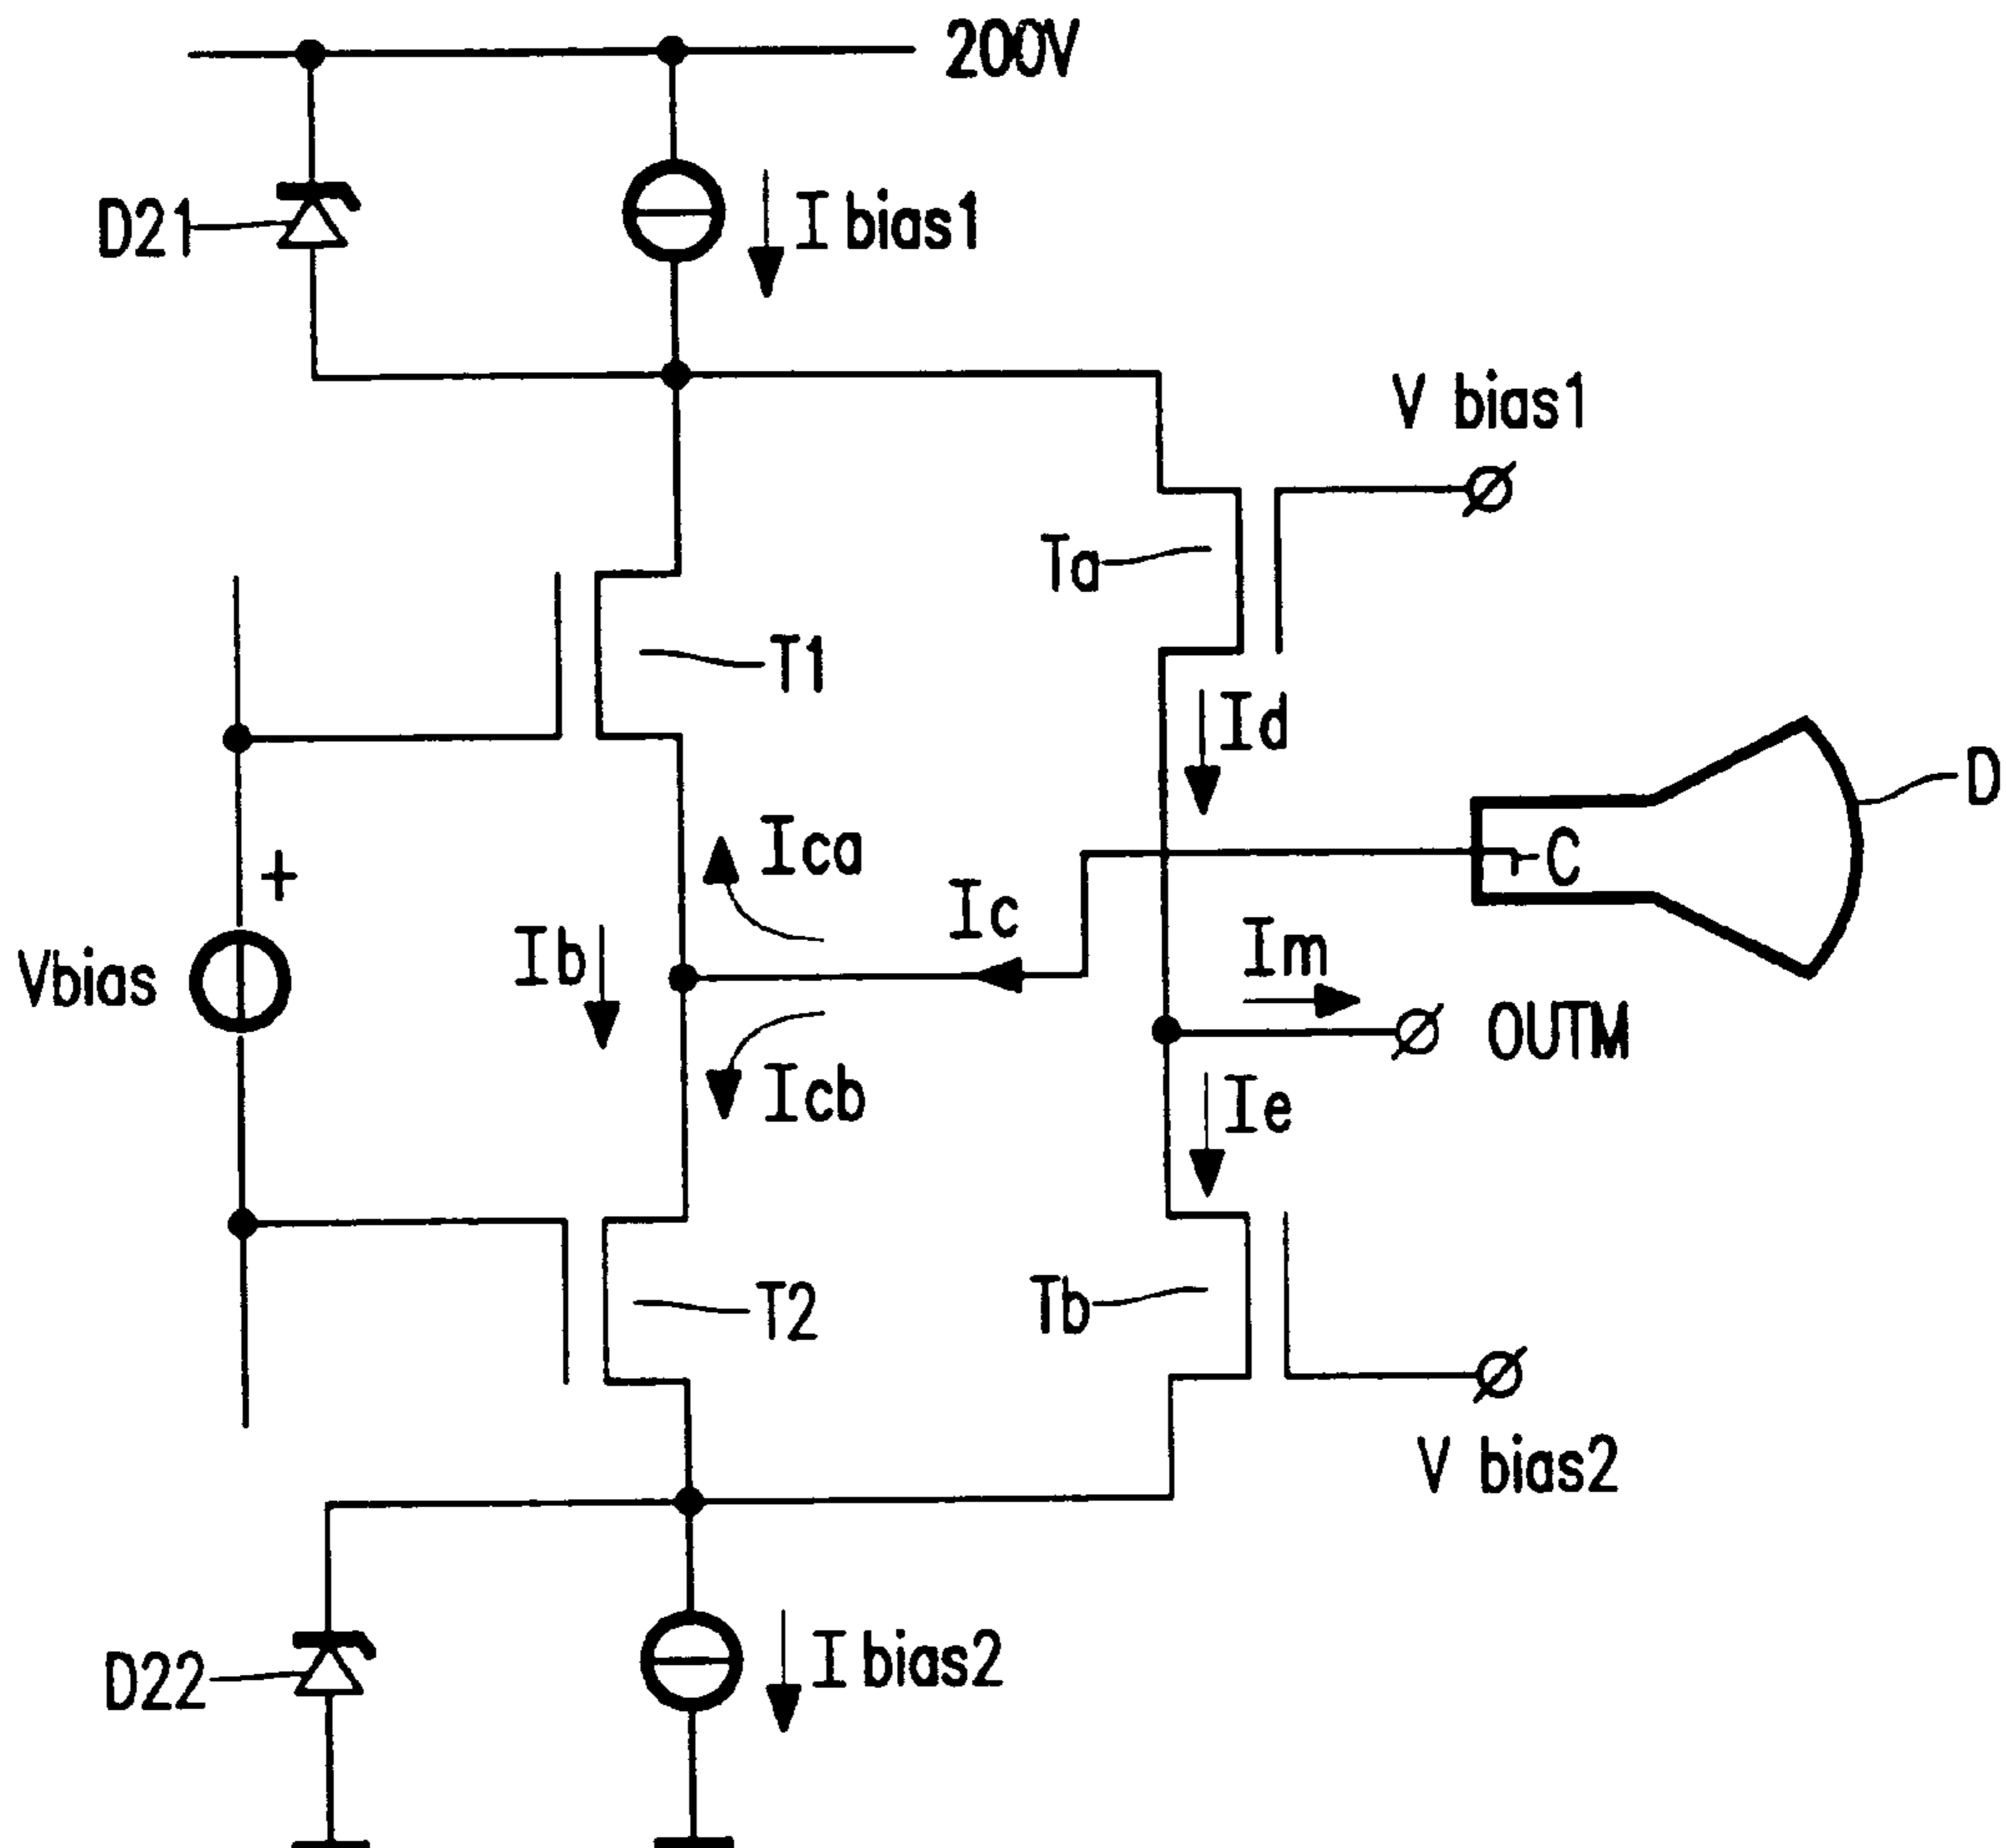 200V
D21
I bias1
V bias1
Ta
T1
Id
D
+
Ica
C
Ic
Ib
Im
Vbias
OUTM
Icb
Ie
T2
Tb
V bias2
D22
I bias2